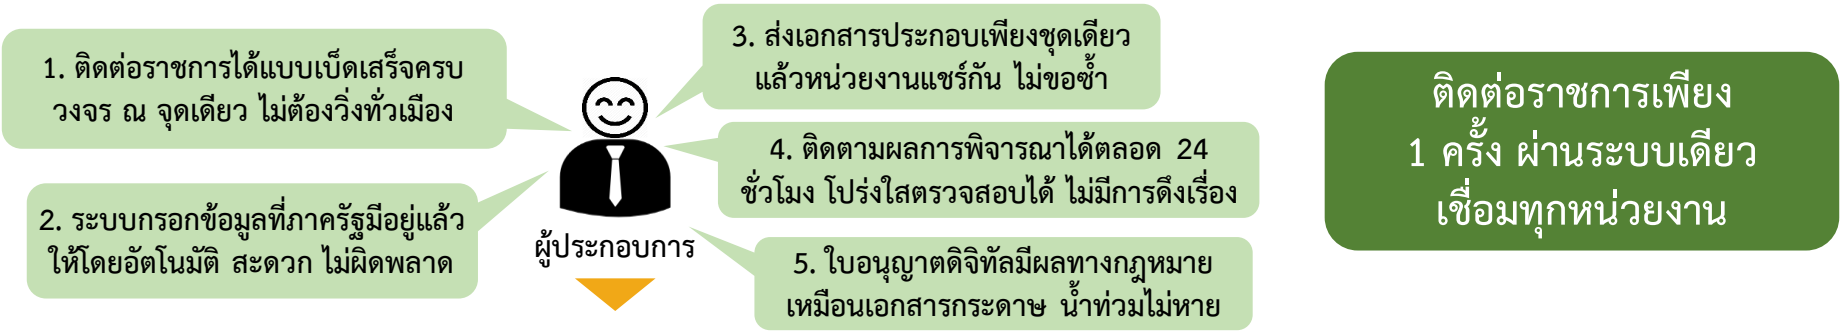 1. ติดต่อราชการได้แบบเบ็ดเสร็จครบ
วงจร ณ จุดเดียว ไม่ต้องวิ่งทั่วเมือง
2. ระบบกรอกข้อมูลที่ภาครัฐมีอยู่แล้ว
ให้โดยอัตโนมัติ สะดวก ไม่ผิดพลาด
ผู้ประกอบการ
3. ส่งเอกสารประกอบเพียงชุดเดียว
แล้วหน่วยงานแชร์กัน ไม่ขอซ้ำ
4. ติดตามผลการพิจารณาได้ตลอด 24
ชั่วโมง โปร่งใสตรวจสอบได้ ไม่มีการดึงเรื่อง
5. ใบอนุญาตดิจิทัลมีผลทางกฎหมาย
เหมือนเอกสารกระดาษ น้ำท่วมไม่หาย
ติดต่อราชการเพียง
1 ครั้ง ผ่านระบบเดียว
เชื่อมทุกหน่วยงาน